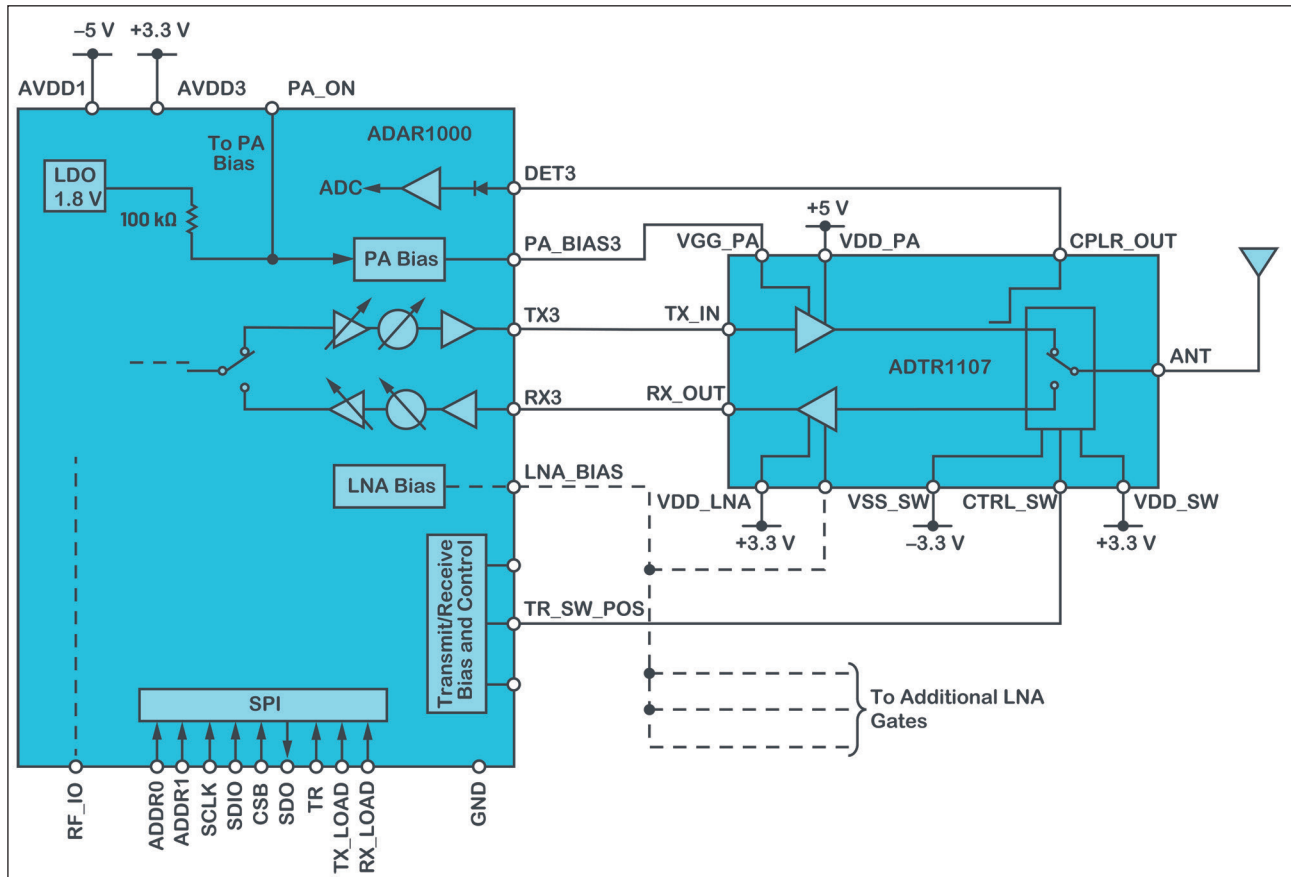 –5 V
+3.3 V
AVDD1
AVDD3
PA_ON
To PA
Bias
ADAR1000
LDO
1.8 V
100 kΩ
ADC
DET3
PA Bias
PA_BIAS3
VGG_PA
+5 V
VDD_PA
CPLR_OUT
TX3
TX_IN
ADTR1107
ANT
RX3
RX_OUT
LNA Bias
LNA_BIAS
VDD_LNA
VSS_SW
CTRL_SW
VDD_SW
+3.3 V
–3.3 V
+3.3 V
Transmit/Receive
Bias and Control
TR_SW_POS
To Additional LNA
Gates
SPI
RF_IO
ADDR0
ADDR1
SCLK
SDIO
CSB
SDO
TR
TX_LOAD
RX_LOAD
GND